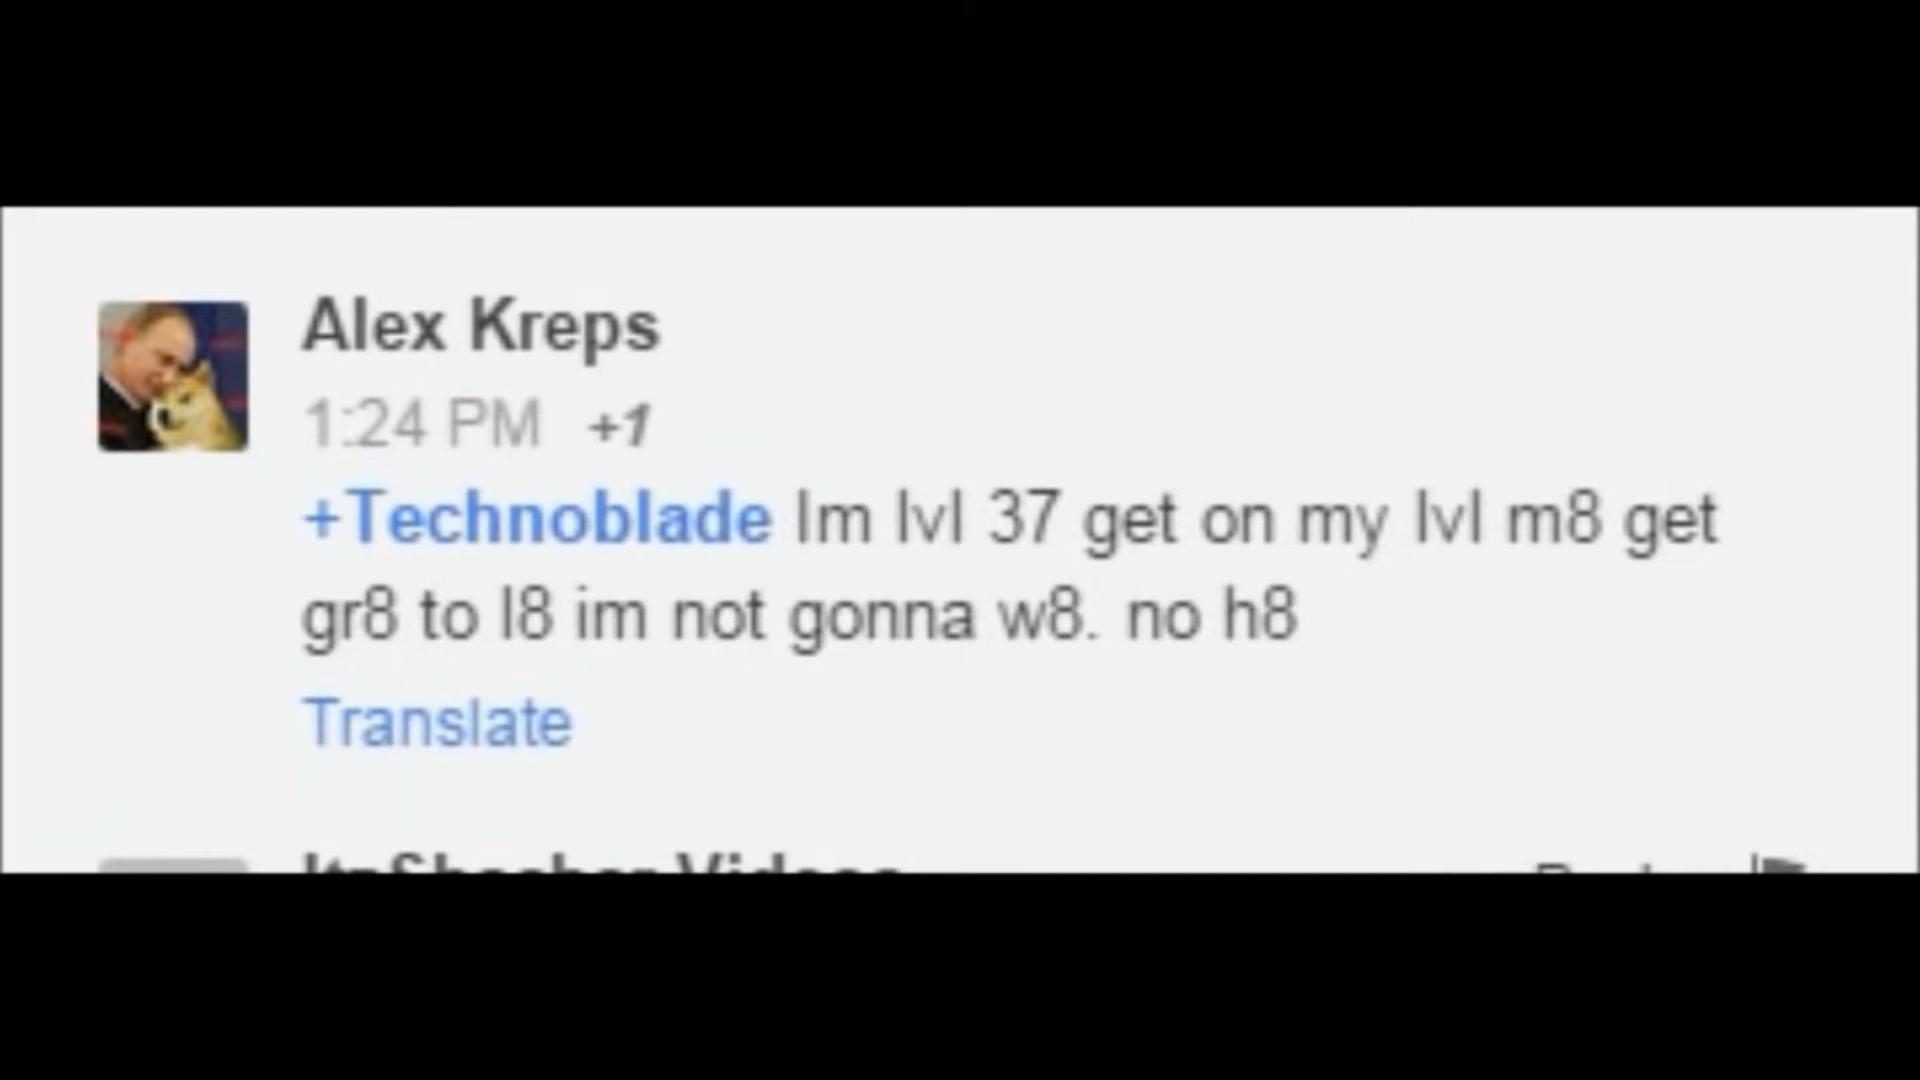 Alex Kreps
1:24 PM +1
+Technoblade Im lvl 37 get on my lvl m8 get
gr8 to l8 im not gonna w8. no h8
Translate
Videos